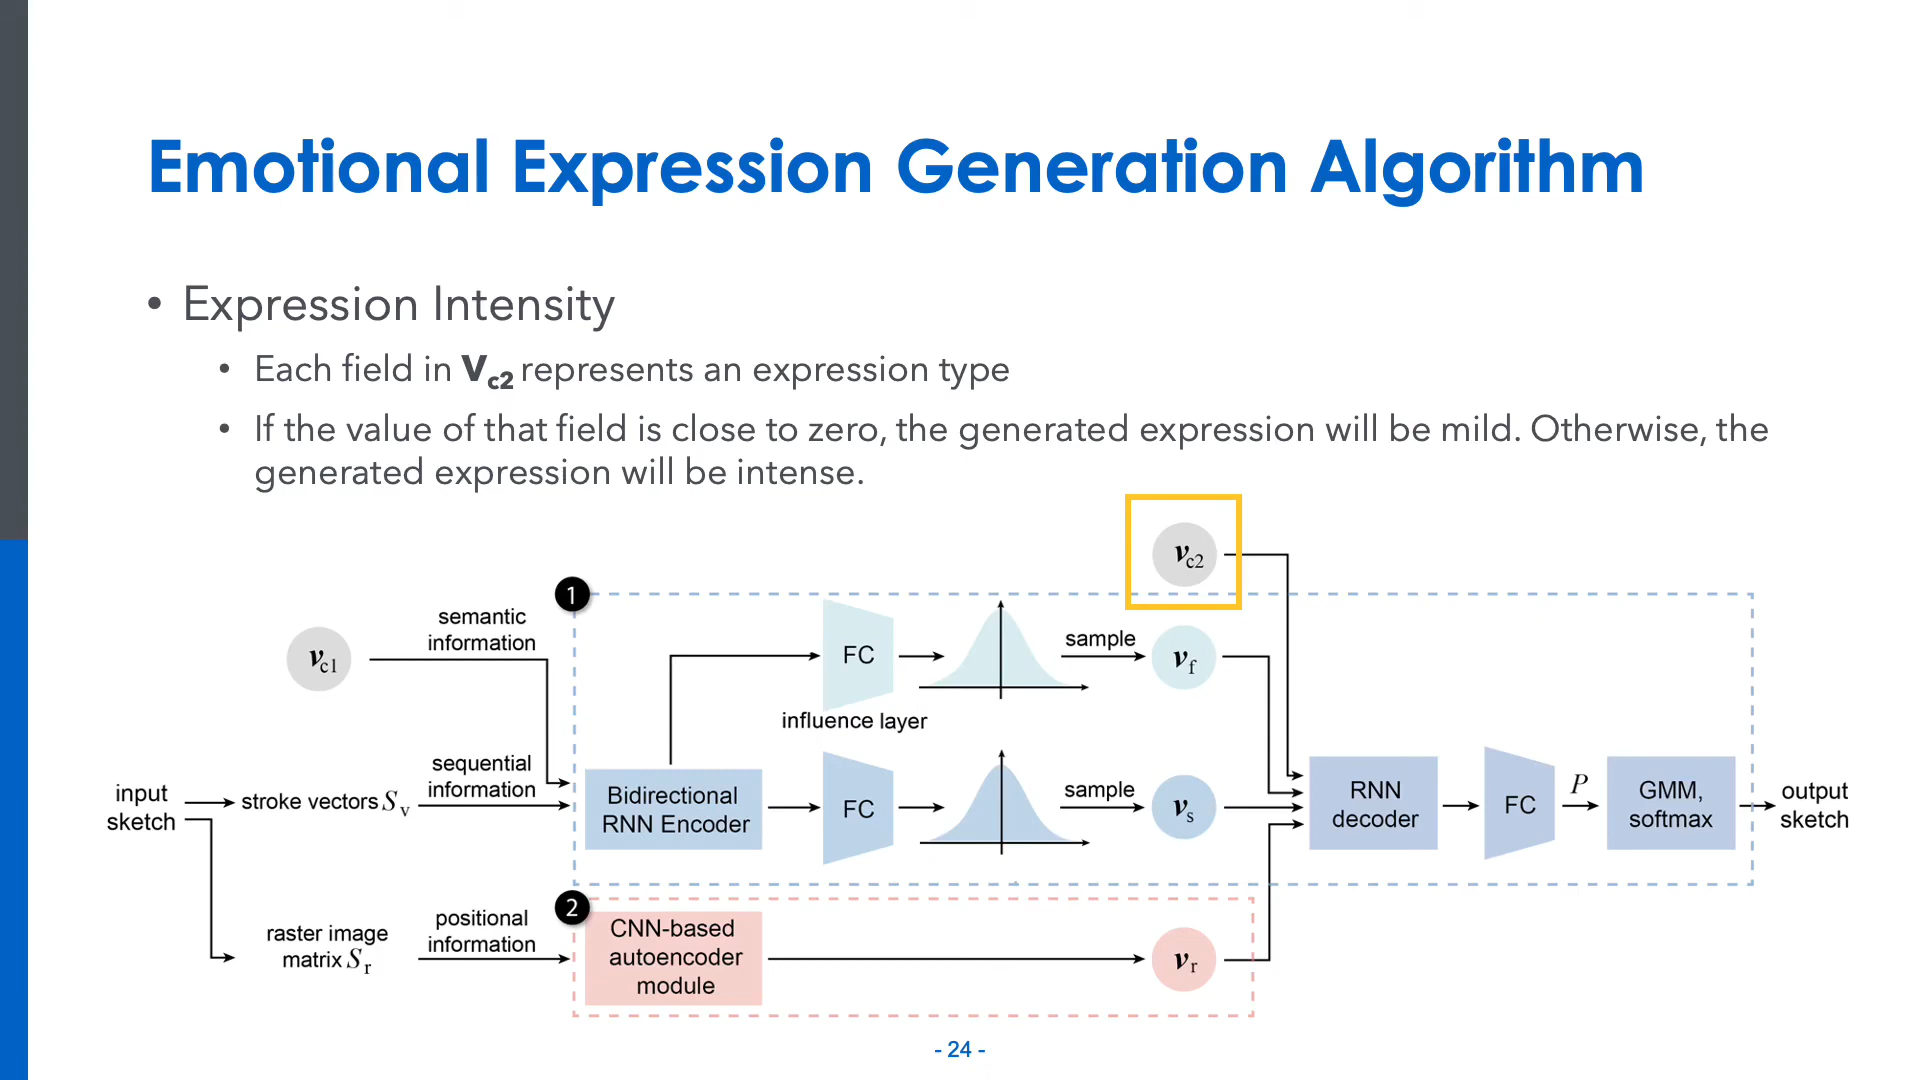 Emotional Expression Generation Algorithm
• Expression Intensity
• Each field in Vc2 represents an expression type
• If the value of that field is close to zero, the generated expression will be mild. Otherwise, the
generated expression will be intense.
vc2
1
semantic
information
vc1
FC
sample
vf
influence layer
sequential
information
input
sketch
stroke vectors Sv
Bidirectional
RNN Encoder
FC
sample
vs
RNN
decoder
FC
P
GMM,
softmax
output
sketch
2
raster image
matrix Sr
positional
information
CNN-based
autoencoder
module
vr
- 24 -